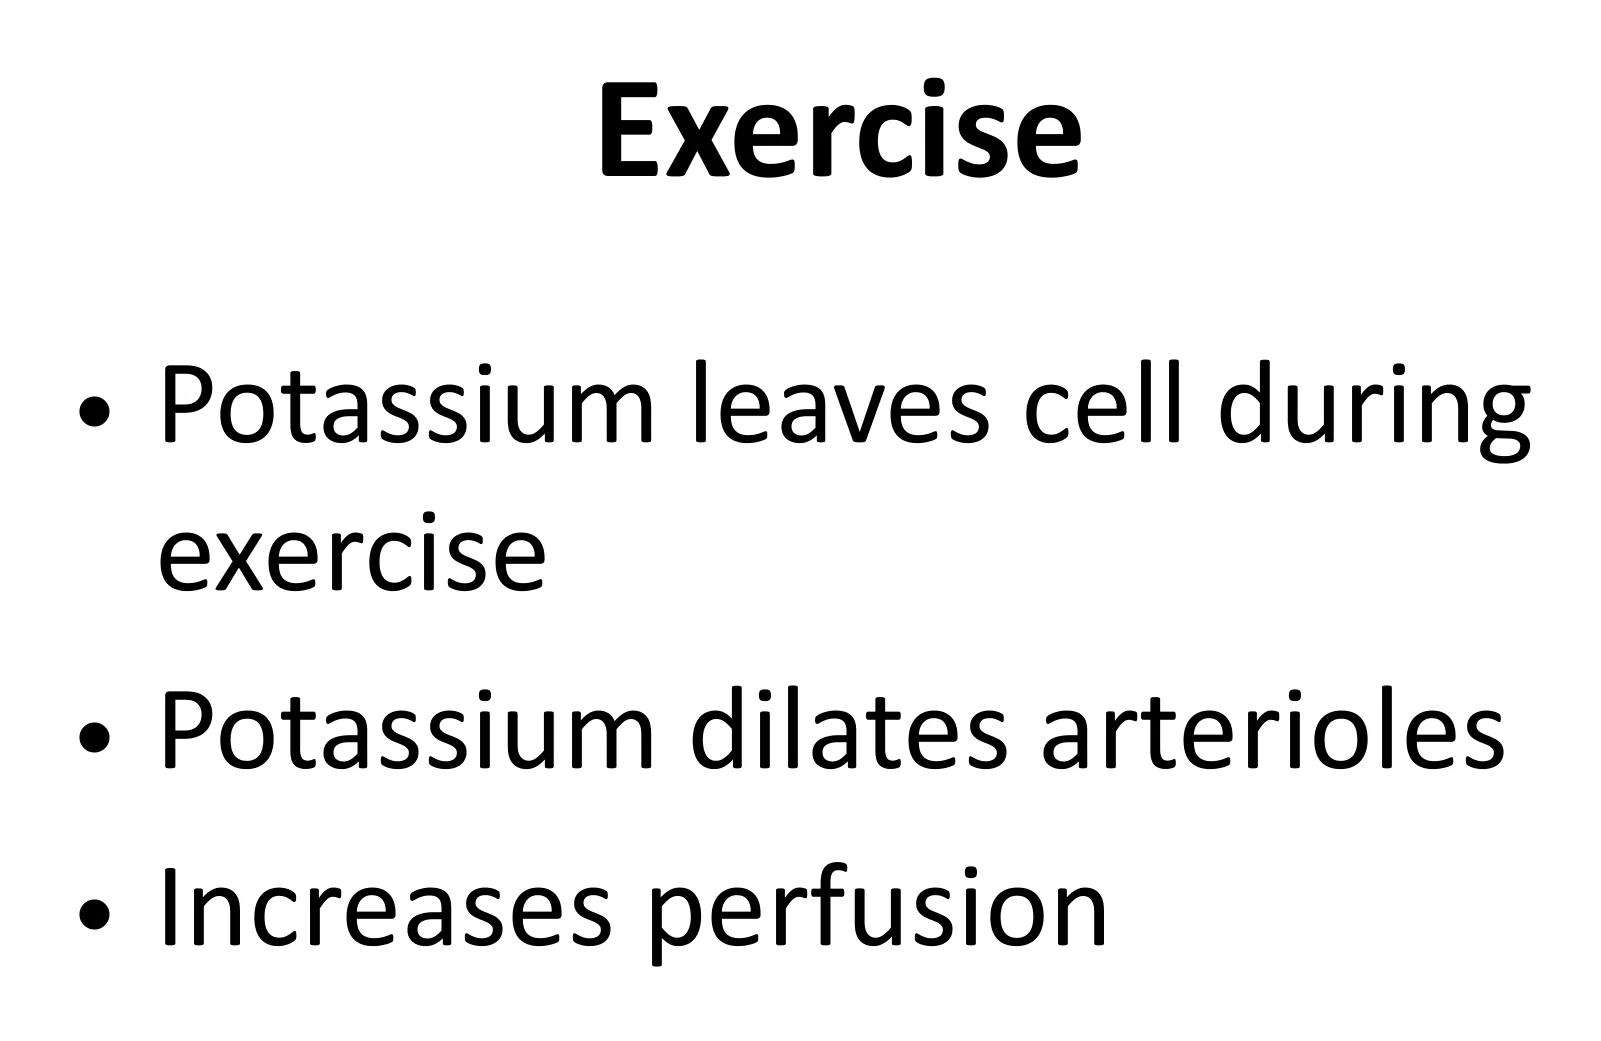 Exercise
• Potassium leaves cell during
exercise
• Potassium dilates arterioles
• Increases perfusion